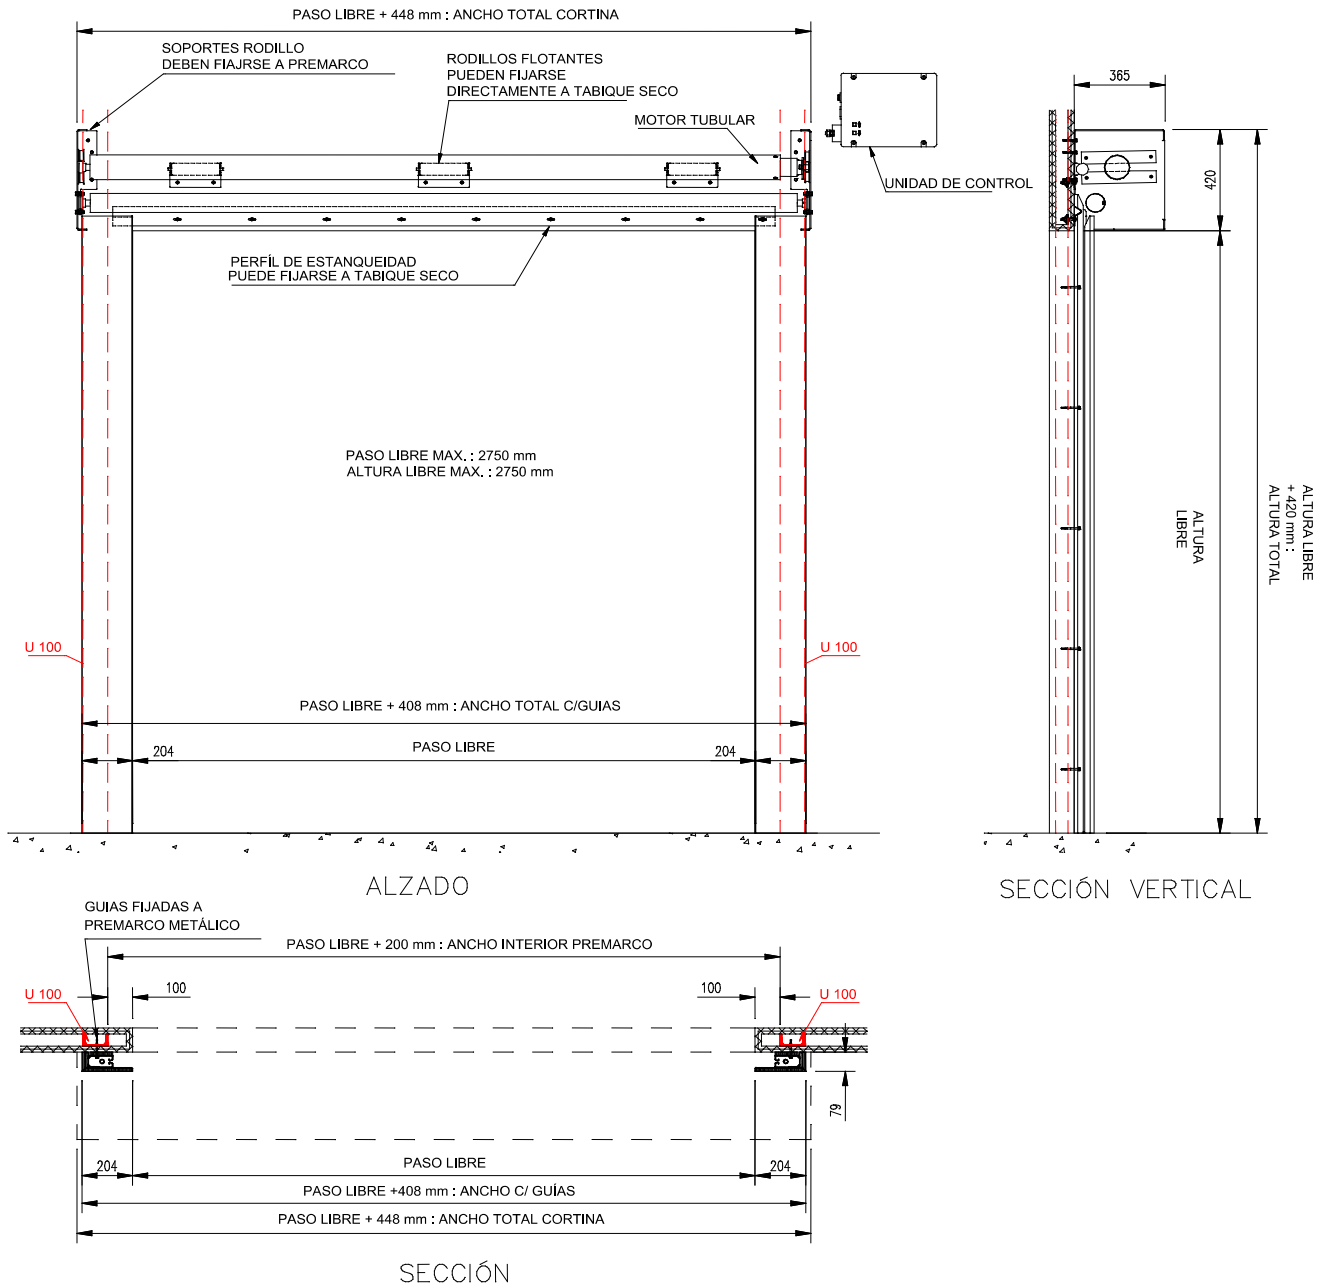 PASO LIBRE + 448 mm : ANCHO TOTAL CORTINA
SOPORTES RODILLO
DEBEN FIAJRSE A PREMARCO
RODILLOS FLOTANTES
PUEDEN FIJARSE
DIRECTAMENTE A TABIQUE SECO
MOTOR TUBULAR
UNIDAD DE CONTROL
PERFÍL DE ESTANQUEIDAD
PUEDE FIJARSE A TABIQUE SECO
PASO LIBRE MAX. : 2750 mm
ALTURA LIBRE MAX. : 2750 mm
U 100
U 100
PASO LIBRE + 408 mm : ANCHO TOTAL C/GUIAS
204
PASO LIBRE
204
ALZADO
365
420
ALTURA
LIBRE
ALTURA LIBRE
+ 420 mm :
ALTURA TOTAL
SECCIÓN VERTICAL
GUIAS FIJADAS A
PREMARCO METÁLICO
PASO LIBRE + 200 mm : ANCHO INTERIOR PREMARCO
U 100
100
100
U 100
79
204
PASO LIBRE
204
PASO LIBRE +408 mm : ANCHO C/ GUÍAS
PASO LIBRE + 448 mm : ANCHO TOTAL CORTINA
SECCIÓN